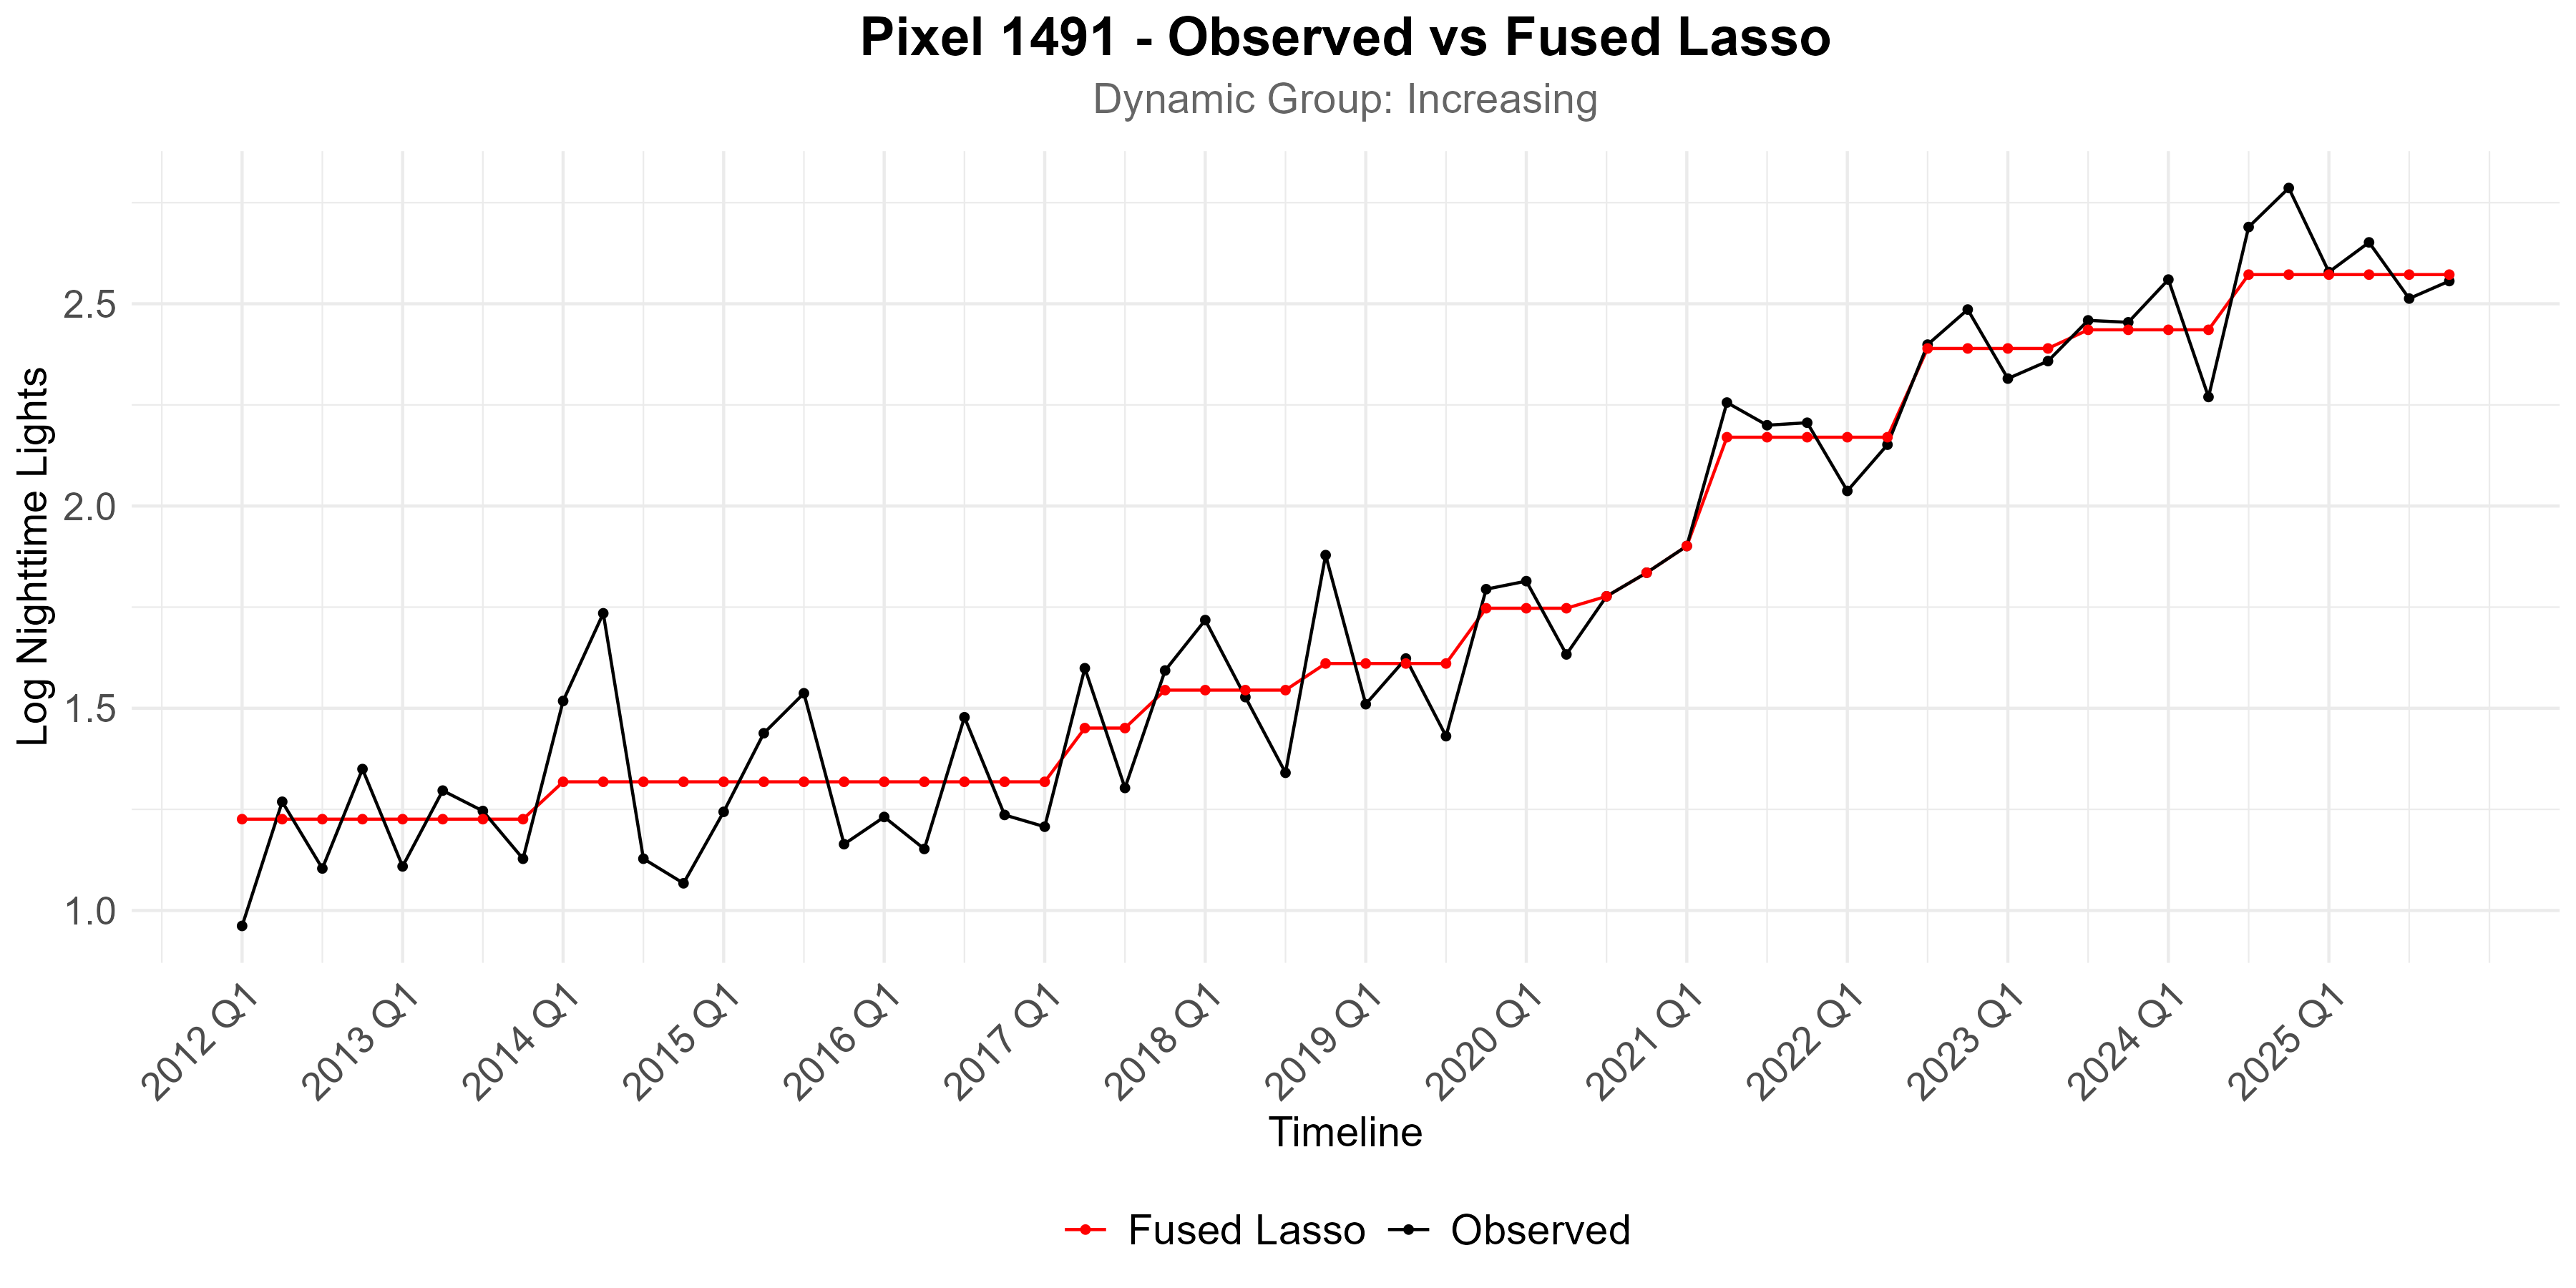 Pixel 1491 - Observed vs Fused Lasso
Dynamic Group: Increasing
Log Nighttime Lights
2.5
2.0
1.5
1.0
2012 Q1
2013 Q1
2014 Q1
2015 Q1
2016 Q1
2017 Q1
2018 Q1
2019 Q1
2020 Q1
2021 Q1
2022 Q1
2023 Q1
2024 Q1
2025 Q1
Timeline
Fused Lasso
Observed